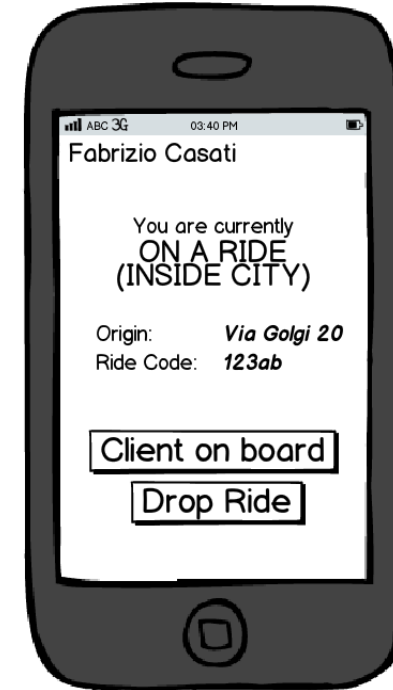 ABC 3G 03:40 PM
Fabrizio Casati
You are currently
ON A RIDE
(INSIDE CITY)
Origin: Via Golgi 20
Ride Code: 123ab
Client on board
Drop Ride